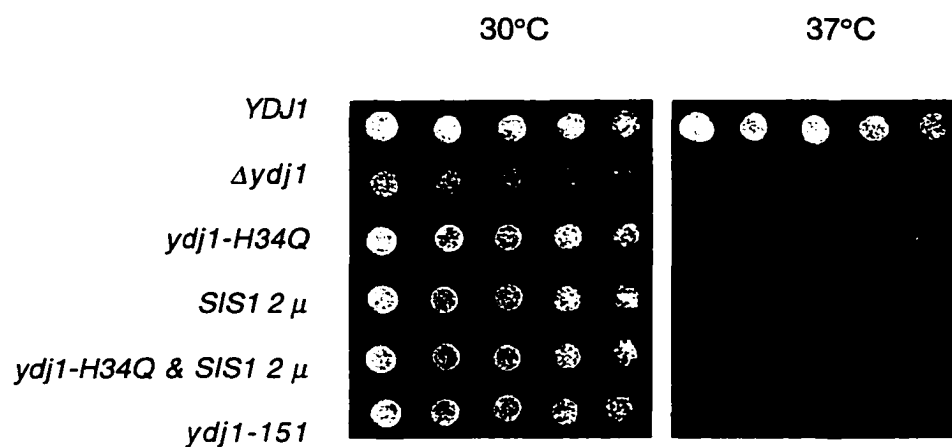 30°C 37°C
YDJ1
Δydj1
ydj1-H34Q
SIS1 2 μ
ydj1-H34Q & SIS1 2 μ
ydj1-151